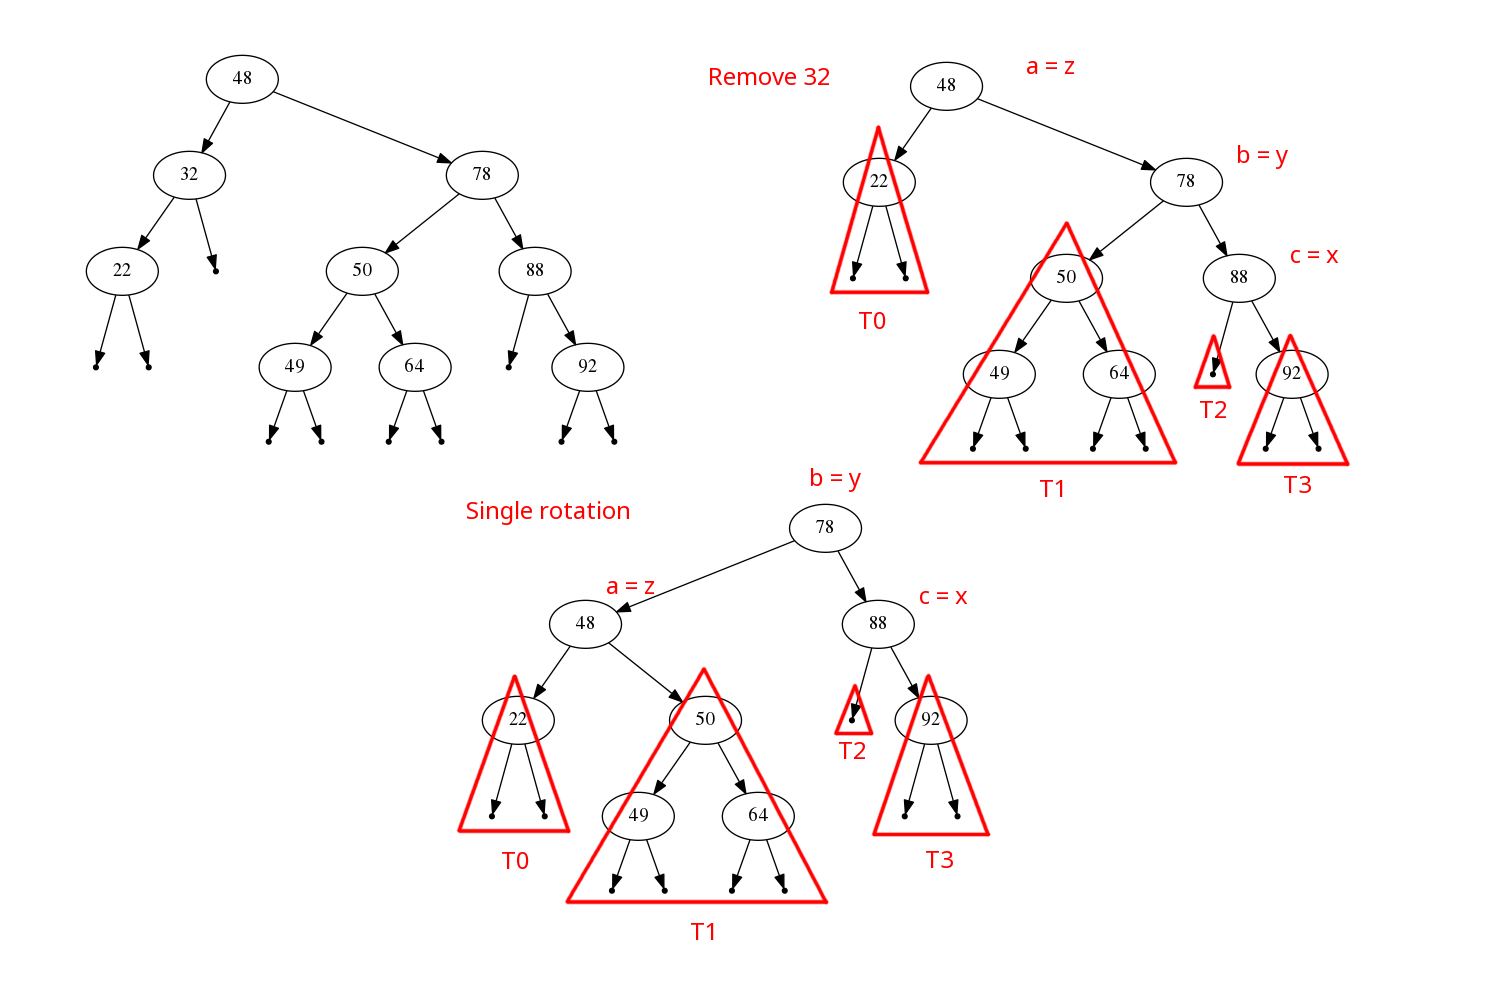 48
32
78
22
50
88
49
64
92
Remove 32
a = z
48
b = y
22
78
c = x
50
88
T0
49
64
92
T2
T1
T3
Single rotation
b = y
78
a = z
c = x
48
88
22
50
92
T2
49
64
T0
T3
T1